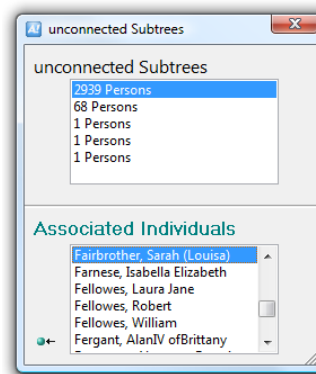 unconnected Subtrees
unconnected Subtrees
2939 Persons
68 Persons
1 Persons
1 Persons
1 Persons
Associated Individuals
Fairbrother, Sarah (Louisa)
Farnese, Isabella Elizabeth
Fellowes, Laura Jane
Fellowes, Robert
Fellowes, William
Fergant, AlanIV ofBrittany